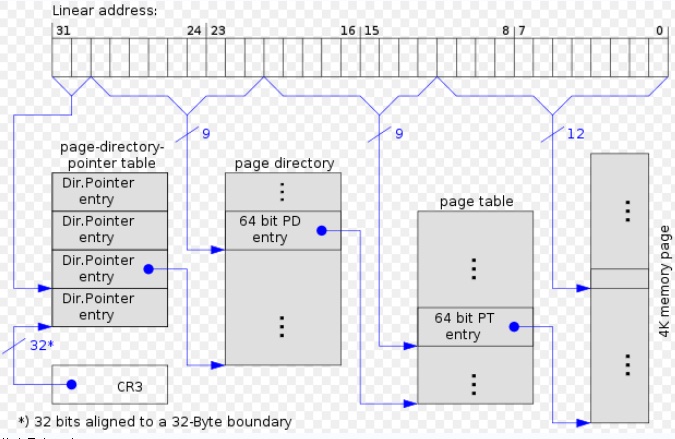 Linear address:
31 24 23 16 15 8 7 0
9 9 12
page-directory-
pointer table
Dir.Pointer
entry
Dir.Pointer
entry
Dir.Pointer
entry
Dir.Pointer
entry
32*
CR3
page directory
64 bit PD
entry
page table
64 bit PT
entry
4K memory page
*) 32 bits aligned to a 32-Byte boundary